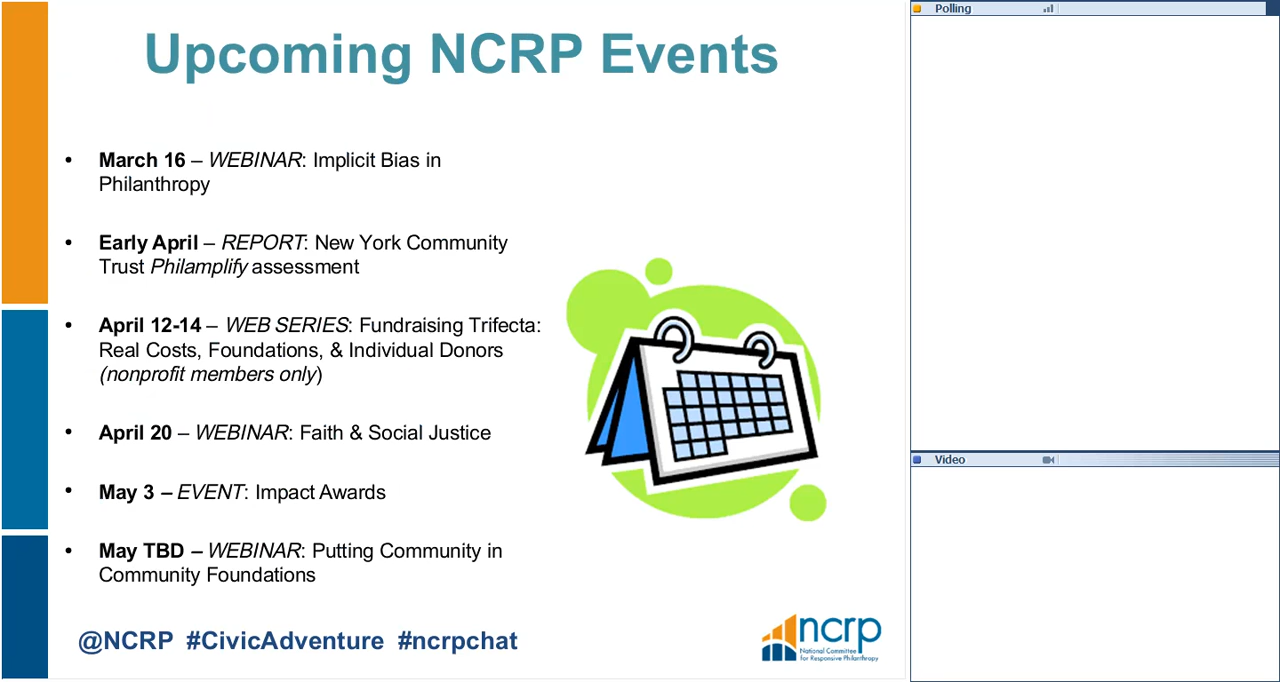 Upcoming NCRP Events
• March 16 – WEBINAR: Implicit Bias in
Philanthropy
• Early April – REPORT: New York Community
Trust Philamplify assessment
• April 12-14 – WEB SERIES: Fundraising Trifecta:
Real Costs, Foundations, & Individual Donors
(nonprofit members only)
• April 20 – WEBINAR: Faith & Social Justice
• May 3 – EVENT: Impact Awards
• May TBD – WEBINAR: Putting Community in
Community Foundations
@NCRP #CivicAdventure #ncrpchat
ncrp
National Committee
for Responsive Philanthropy
Polling
Video